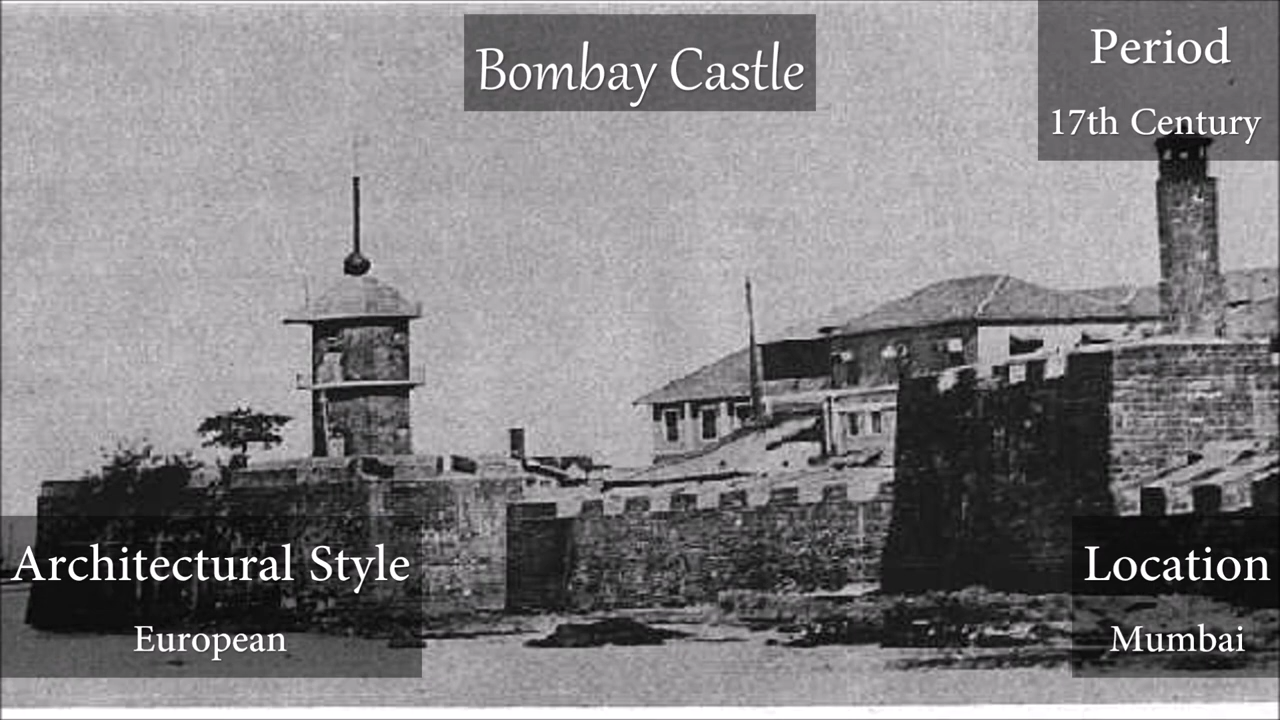 Bombay Castle
Period
17th Century
Architectural Style
European
Location
Mumbai